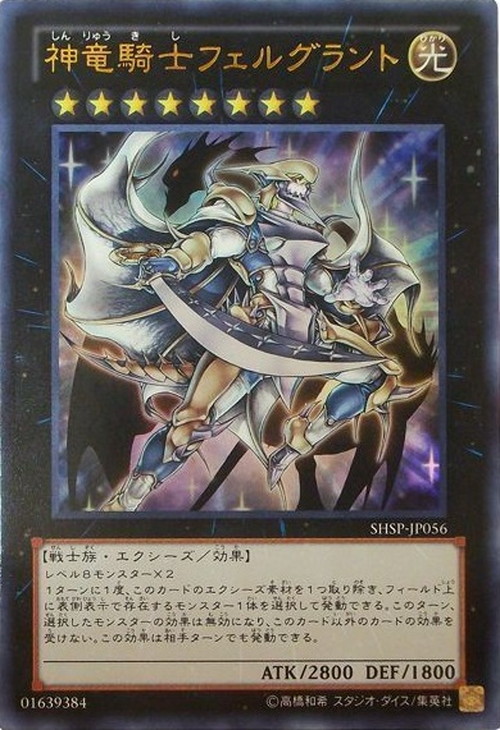 しん りゅう き し
神竜騎士フェルグラント
ひかり
光
SHSP-JP056
【戦士族・エクシーズ/効果】
レベル8モンスター×2
1ターンに1度、このカードのエクシーズ素材を1つ取り除き、フィールド上
に表側表示で存在するモンスター1体を選択して発動できる。このターン、
選択したモンスターの効果は無効になり、このカード以外のカードの効果を
受けない。この効果は相手ターンでも発動できる。
ATK/2800 DEF/1800
01639384
©高橋和希 スタジオ・ダイス/集英社